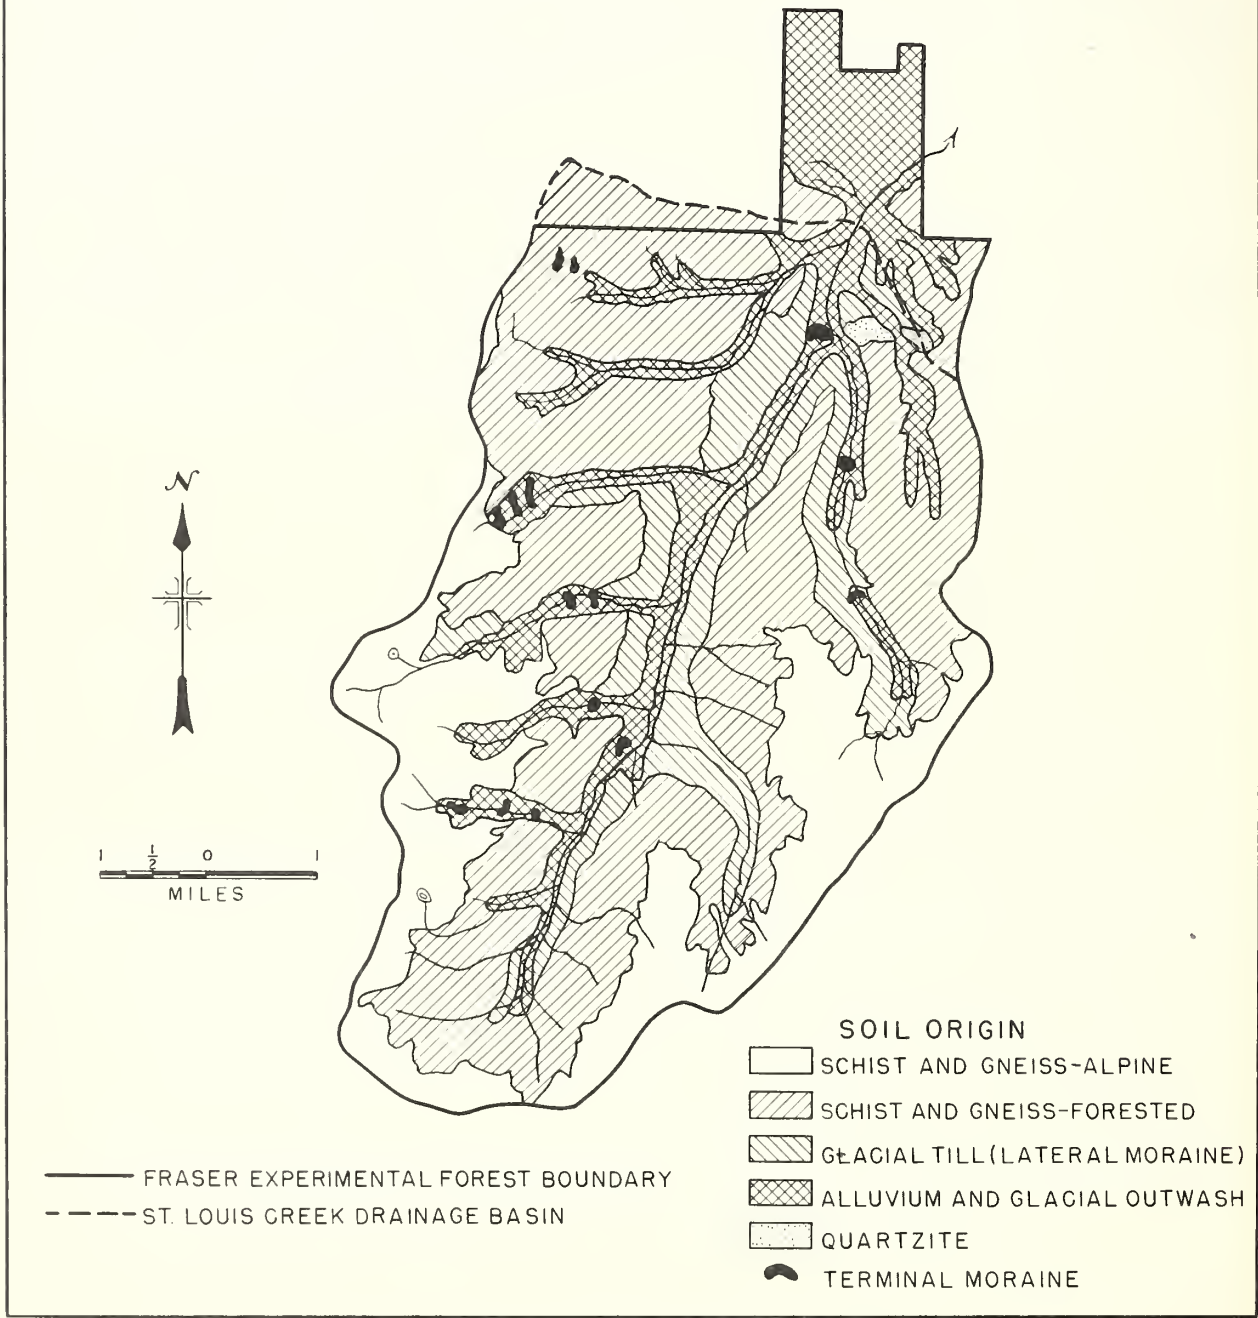 N
1 ½ 0 1
MILES
SOIL ORIGIN
SCHIST AND GNEISS-ALPINE
SCHIST AND GNEISS-FORESTED
GLACIAL TILL (LATERAL MORAINE)
ALLUVIUM AND GLACIAL OUTWASH
QUARTZITE
TERMINAL MORAINE
FRASER EXPERIMENTAL FOREST BOUNDARY
ST. LOUIS CREEK DRAINAGE BASIN